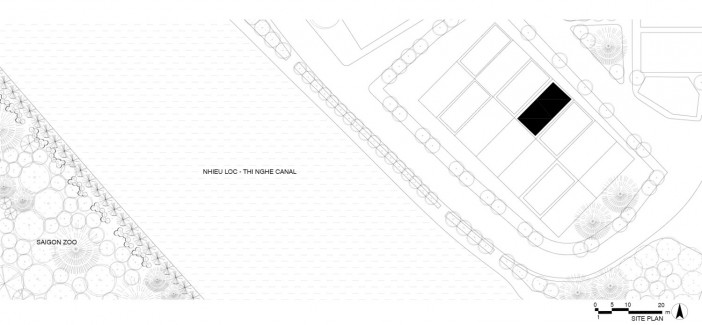 NHIEU LOC - THI NGHE CANAL
SAIGON ZOO
0 5 10 20
1 m
SITE PLAN